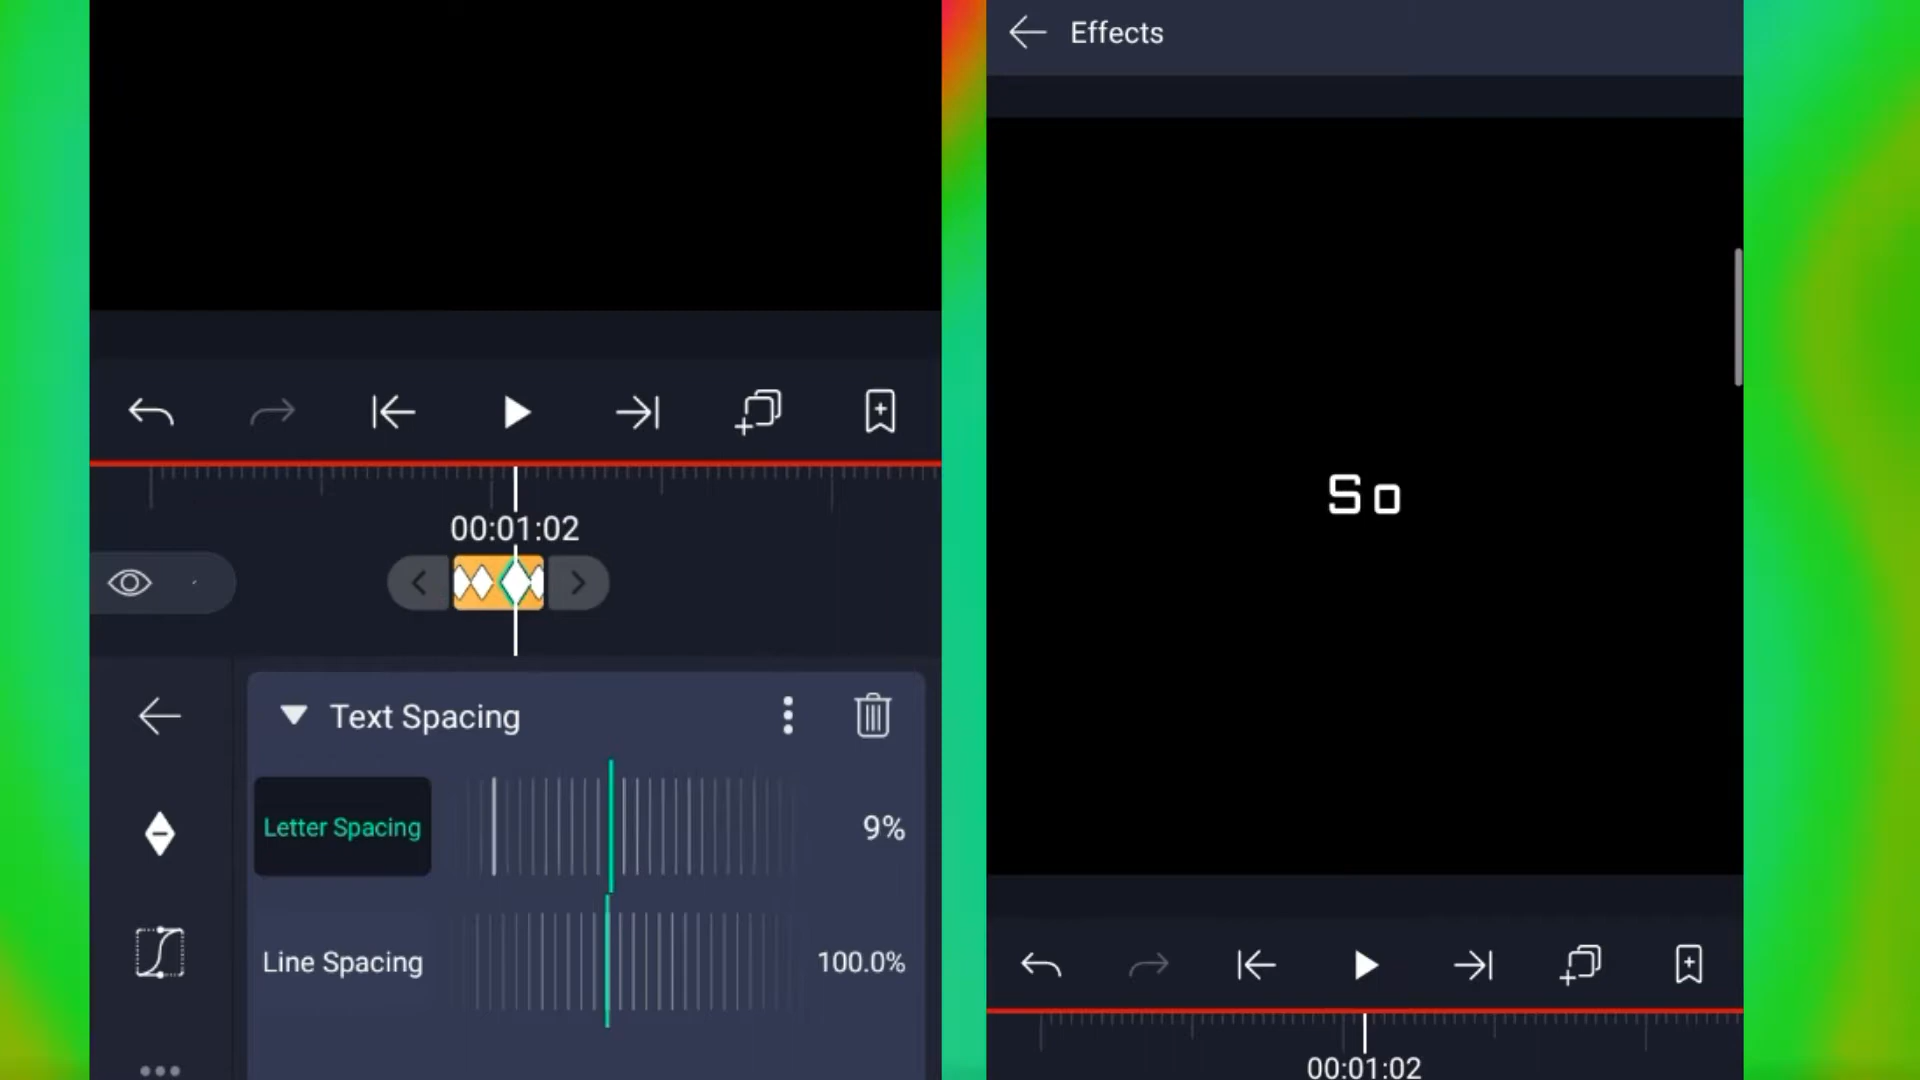 00:01:02
Text Spacing
Letter Spacing 9%
Line Spacing 100.0%
Effects
So
00:01:02